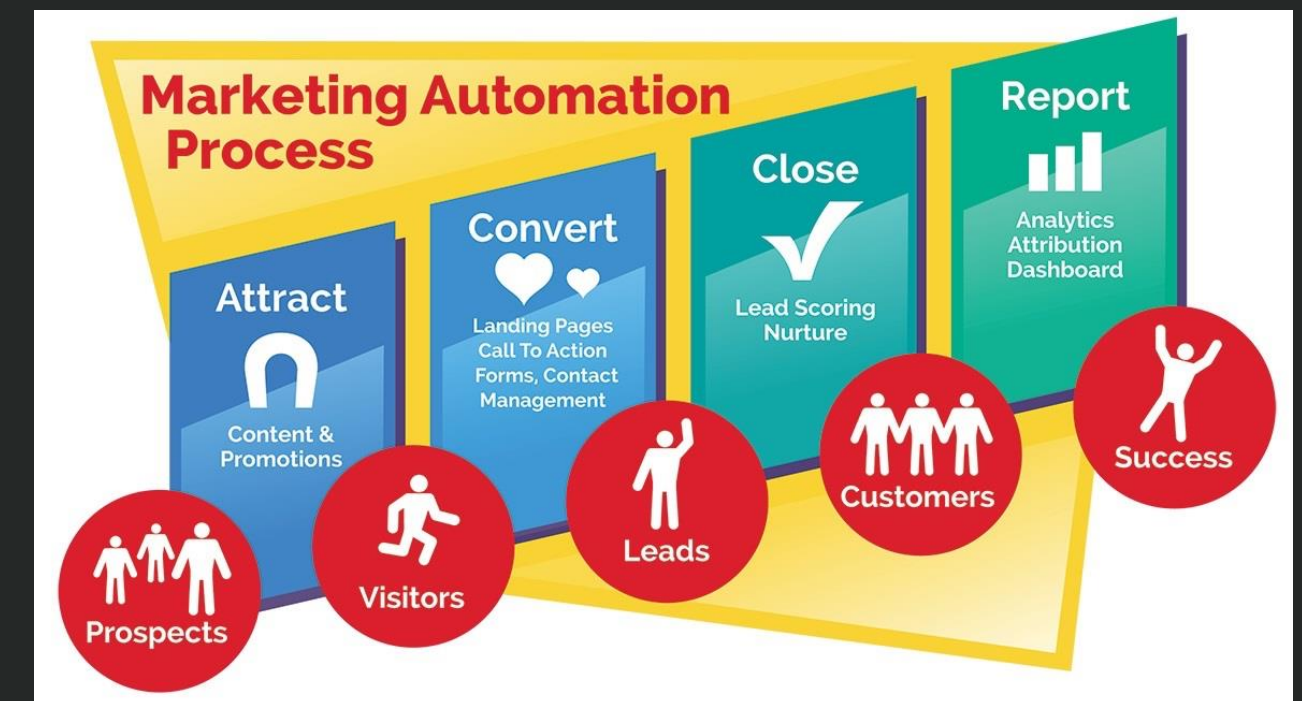 Marketing Automation
Process
Attract
Content &
Promotions
Convert
Landing Pages
Call To Action
Forms, Contact
Management
Close
Lead Scoring
Nurture
Report
Analytics
Attribution
Dashboard
Prospects
Visitors
Leads
Customers
Success